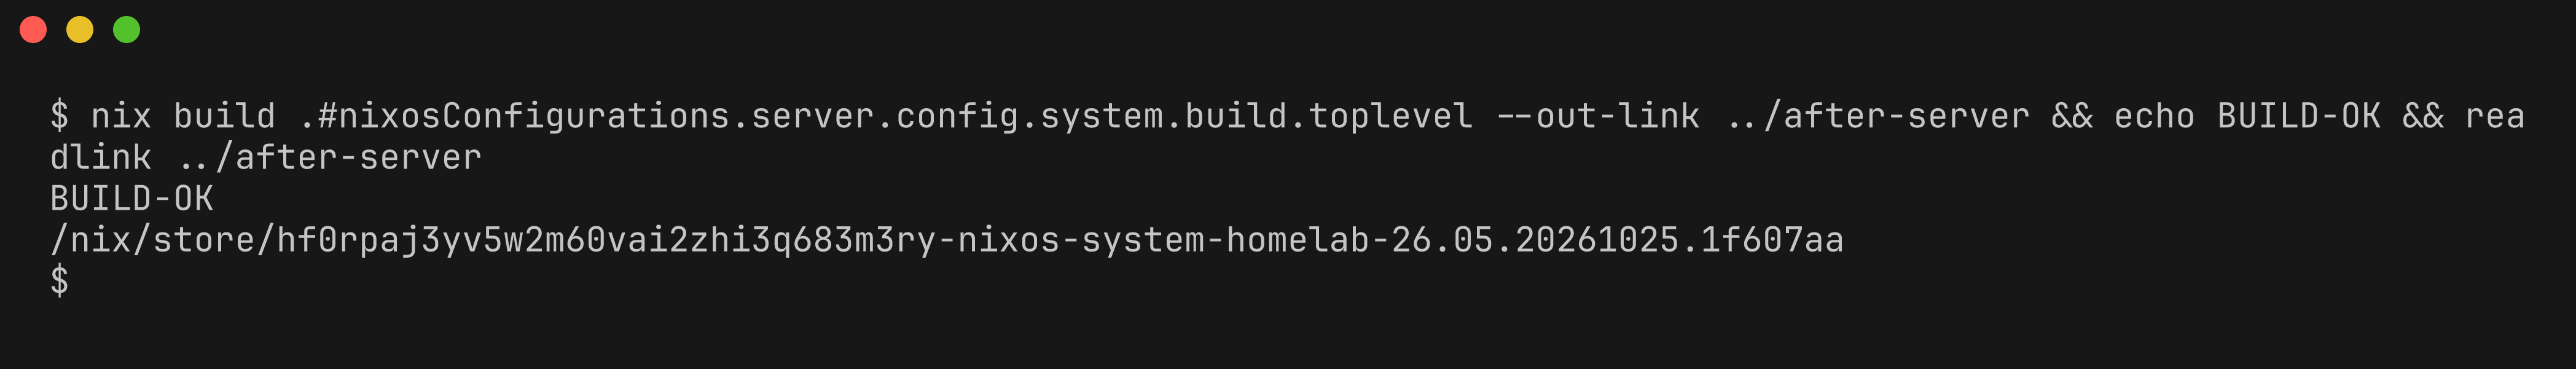 $ nix build .#nixosConfigurations.server.config.system.build.toplevel --out-link ../after-server && echo BUILD-OK && rea
dlink ../after-server
BUILD-OK
/nix/store/hf0rpaj3yv5w2m60vai2zhi3q683m3ry-nixos-system-homelab-26.05.20261025.1f607aa
$